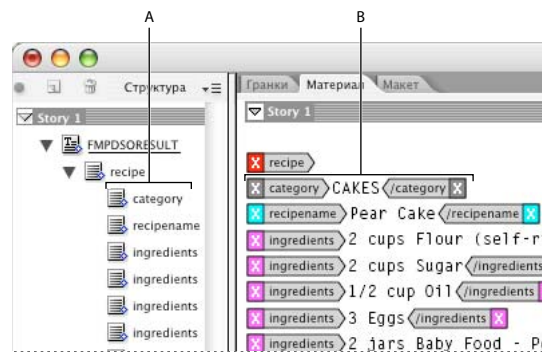 A B
Структура
Гранки Материал Макет
Story 1
Story 1
FMPDSORESULT
recipe
recipe
category
category CAKES /category
recipename
recipename Pear Cake /recipename
ingredients
ingredients 2 cups Flour (self-r
ingredients
ingredients 2 cups Sugar /ingredients
ingredients
ingredients 1/2 cup Oil /ingredients
ingredients
ingredients 3 Eggs /ingredients
ingredients 2 jars Baby Food - P